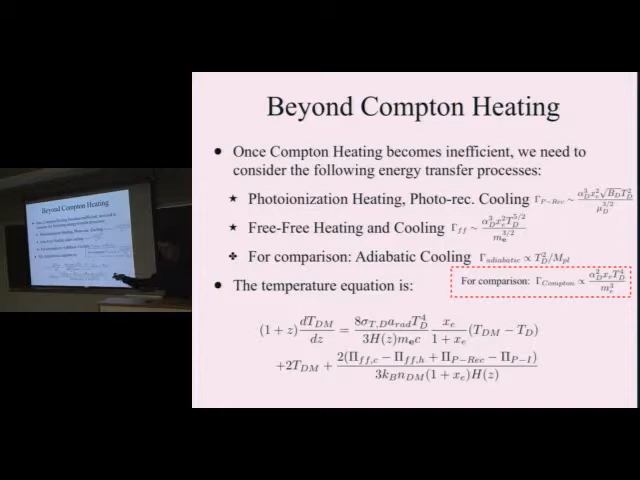 Beyond Compton Heating
• Once Compton Heating becomes inefficient, we need to
consider the following energy transfer processes:
★ Photoionization Heating, Photo-rec. Cooling Γ_{P-Rec} ~ α_D^3 x_e^2 √B_D T_D^2 / μ_D^{3/2}
★ Free-Free Heating and Cooling Γ_{ff} ~ α_D^3 x_e^2 T_D^{5/2} / m_e^{3/2}
❖ For comparison: Adiabatic Cooling Γ_{adiabatic} ∝ T_D^2/M_{pl}
• The temperature equation is:
For comparison: Γ_{Compton} ∝ α_D^2 x_e T_D^4 / m_e^3
(1 + z) dT_{DM}/dz = 8σ_{T,D} a_{rad} T_D^4 / 3H(z)m_e c x_e / 1 + x_e (T_{DM} − T_D)
+2T_{DM} + 2(Π_{ff,c} − Π_{ff,h} + Π_{P-Rec} − Π_{P-I}) / 3k_B n_{DM}(1 + x_e)H(z)
Beyond Compton Heating